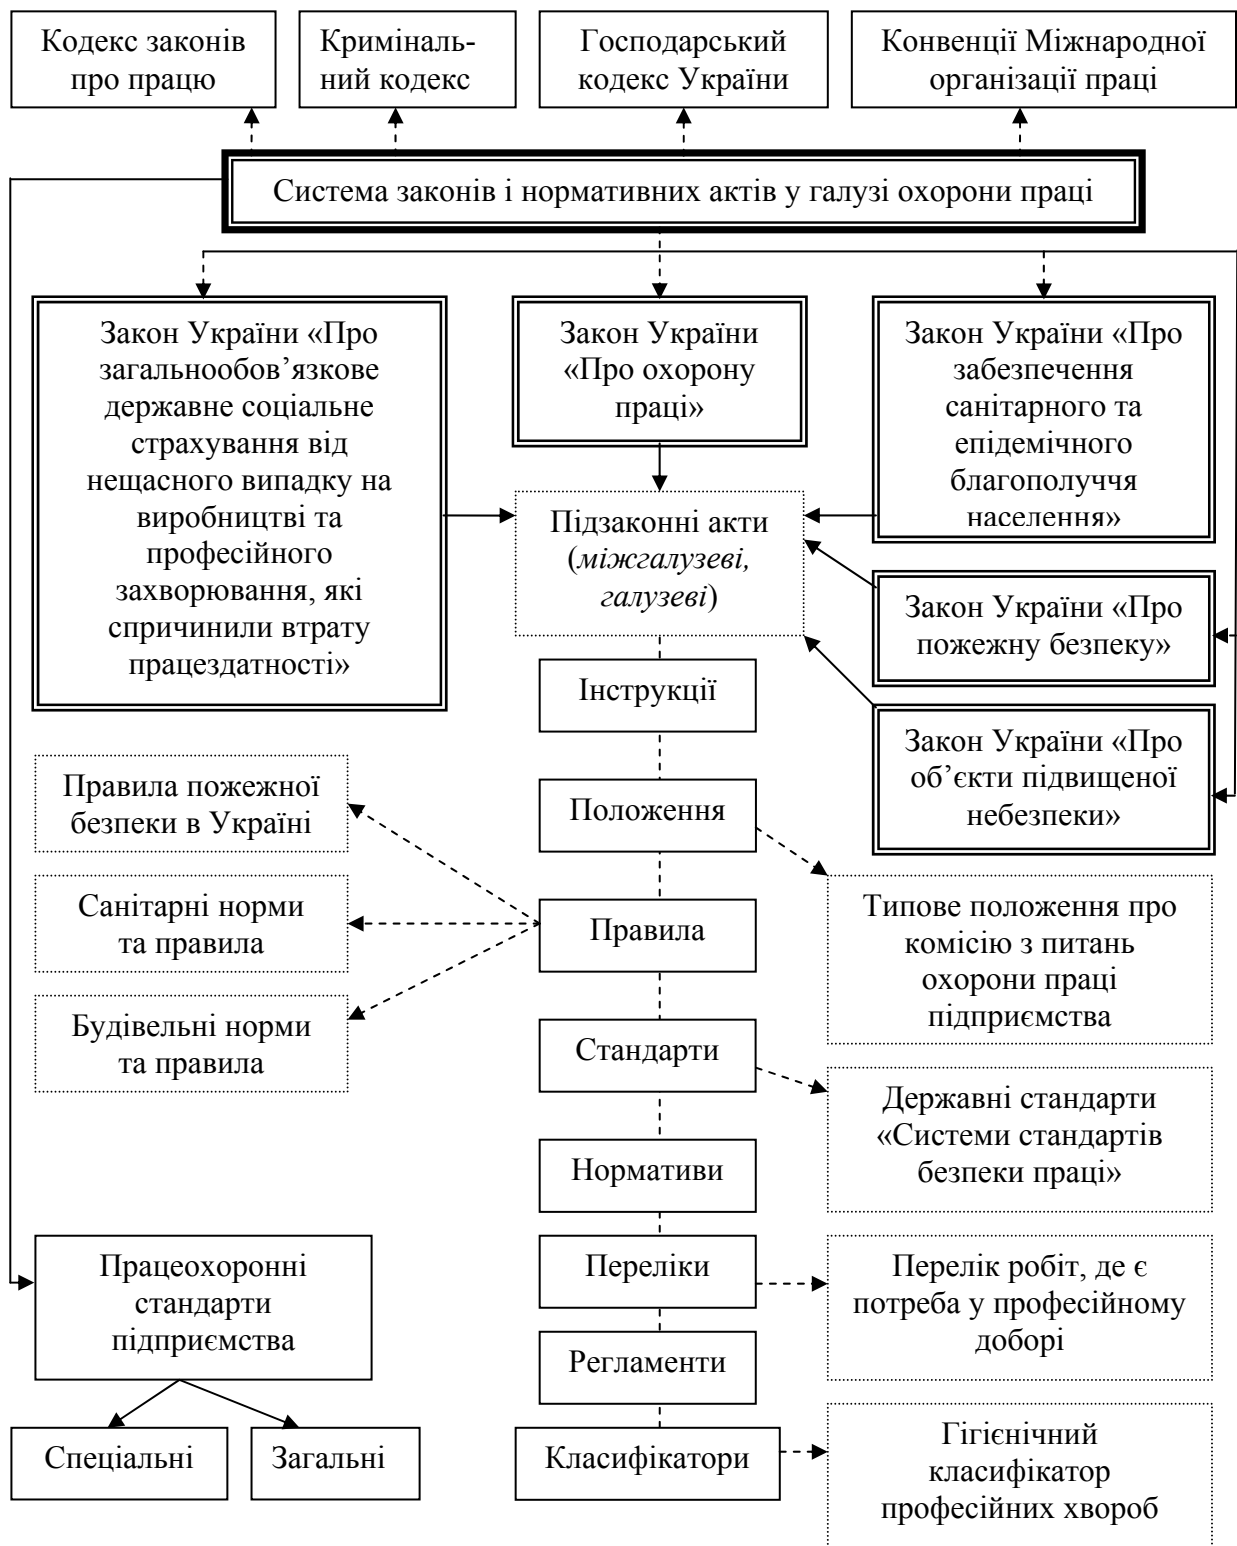 Кодекс законів
про працю
Криміналь-
ний кодекс
Господарський
кодекс України
Конвенції Міжнародної
організації праці
Система законів і нормативних актів у галузі охорони праці
Закон України «Про
загальнообов’язкове
державне соціальне
страхування від
нещасного випадку на
виробництві та
професійного
захворювання, які
спричинили втрату
працездатності»
Закон України
«Про охорону
праці»
Закон України «Про
забезпечення
санітарного та
епідемічного
благополуччя
населення»
Підзаконні акти
(міжгалузеві,
галузеві)
Закон України «Про
пожежну безпеку»
Закон України «Про
об’єкти підвищеної
небезпеки»
Інструкції
Положення
Правила
Стандарти
Нормативи
Переліки
Регламенти
Класифікатори
Правила пожежної
безпеки в Україні
Санітарні норми
та правила
Будівельні норми
та правила
Типове положення про
комісію з питань
охорони праці
підприємства
Державні стандарти
«Системи стандартів
безпеки праці»
Перелік робіт, де є
потреба у професійному
доборі
Гігієнічний
класифікатор
професійних хвороб
Працеохоронні
стандарти
підприємства
Спеціальні
Загальні